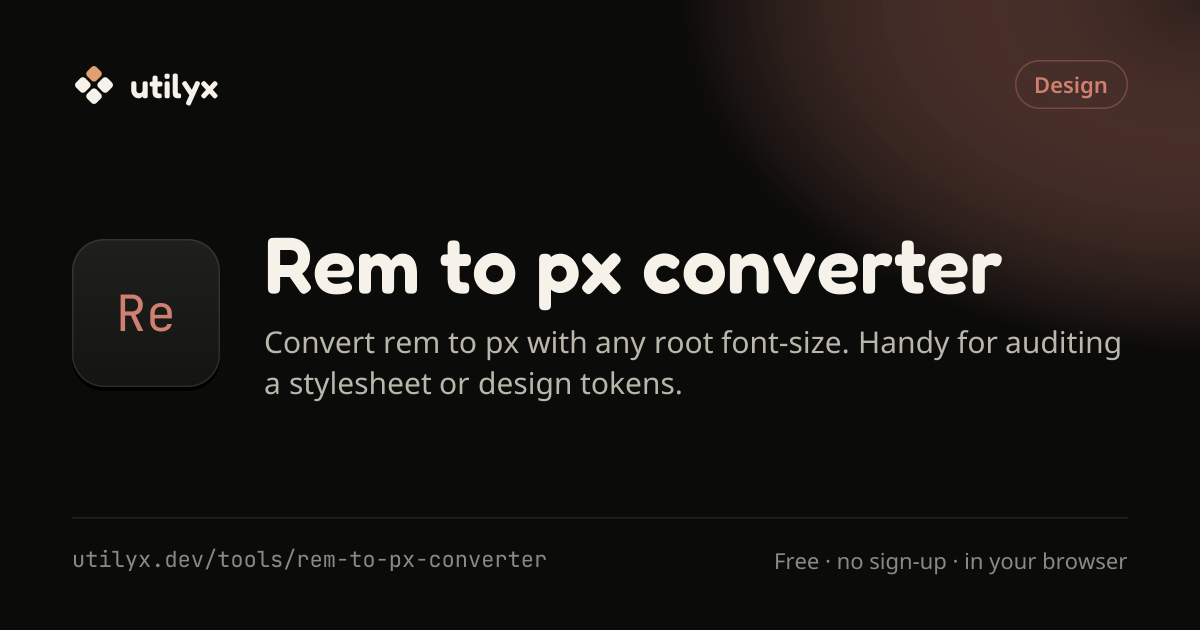 utilyx
Design
Re
Rem to px converter
Convert rem to px with any root font-size. Handy for auditing
a stylesheet or design tokens.
utilyx.dev/tools/rem-to-px-converter
Free · no sign-up · in your browser